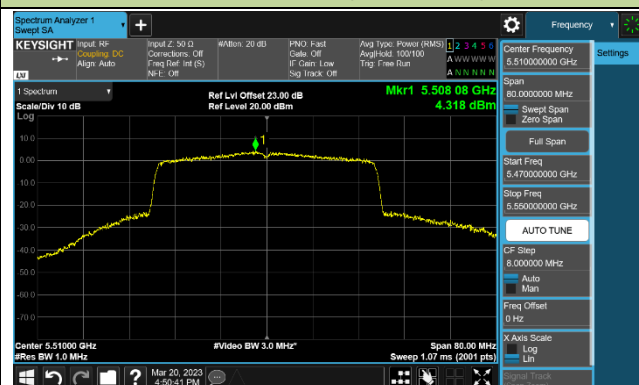 Spectrum Analyzer 1
Swept SA
+
Frequency
KEYSIGHT
Input: RF
Coupling: DC
Align: Auto
Input Z: 50 Ω
Corrections: Off
Freq Ref: Int (S)
NFE: Off
#Atten: 20 dB
PNO: Fast
Gate: Off
IF Gain: Low
Sig Track: Off
Avg Type: Power (RMS)
Avg|Hold: 100/100
Trig: Free Run
1 2 3 4 5 6
A W W W W W
A N N N N N
LXI
Center Frequency
5.510000000 GHz
Settings
Span
80.0000000 MHz
Swept Span
Zero Span
Full Span
Start Freq
5.470000000 GHz
Stop Freq
5.550000000 GHz
AUTO TUNE
CF Step
8.000000 MHz
Auto
Man
Freq Offset
0 Hz
X Axis Scale
Log
Lin
Signal Track
1 Spectrum
Scale/Div 10 dB
Log
Ref Lvl Offset 23.00 dB
Ref Level 20.00 dBm
Mkr1 5.508 08 GHz
4.318 dBm
1
10.0
0.00
-10.0
-20.0
-30.0
-40.0
-50.0
-60.0
-70.0
Center 5.51000 GHz
#Res BW 1.0 MHz
#Video BW 3.0 MHz*
Span 80.00 MHz
Sweep 1.07 ms (2001 pts)
?
Mar 20, 2023
4:50:41 PM